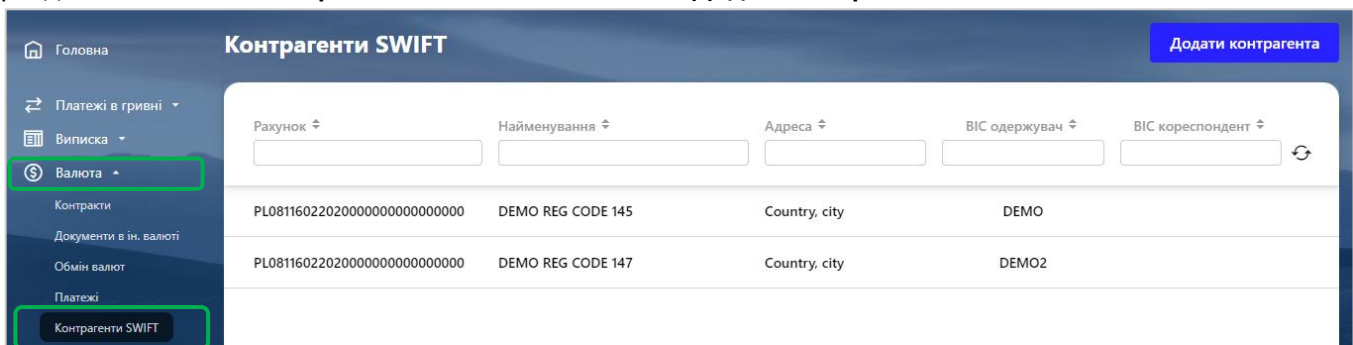 Головна
Контрагенти SWIFT
Додати контрагента
Платежі в гривні
Виписка
Валюта
Контракти
Документи в ін. валюті
Обмін валют
Платежі
Контрагенти SWIFT
Рахунок Найменування Адреса BIC одержувач BIC кореспондент
PL08116022020000000000000000 DEMO REG CODE 145 Country, city DEMO
PL08116022020000000000000000 DEMO REG CODE 147 Country, city DEMO2